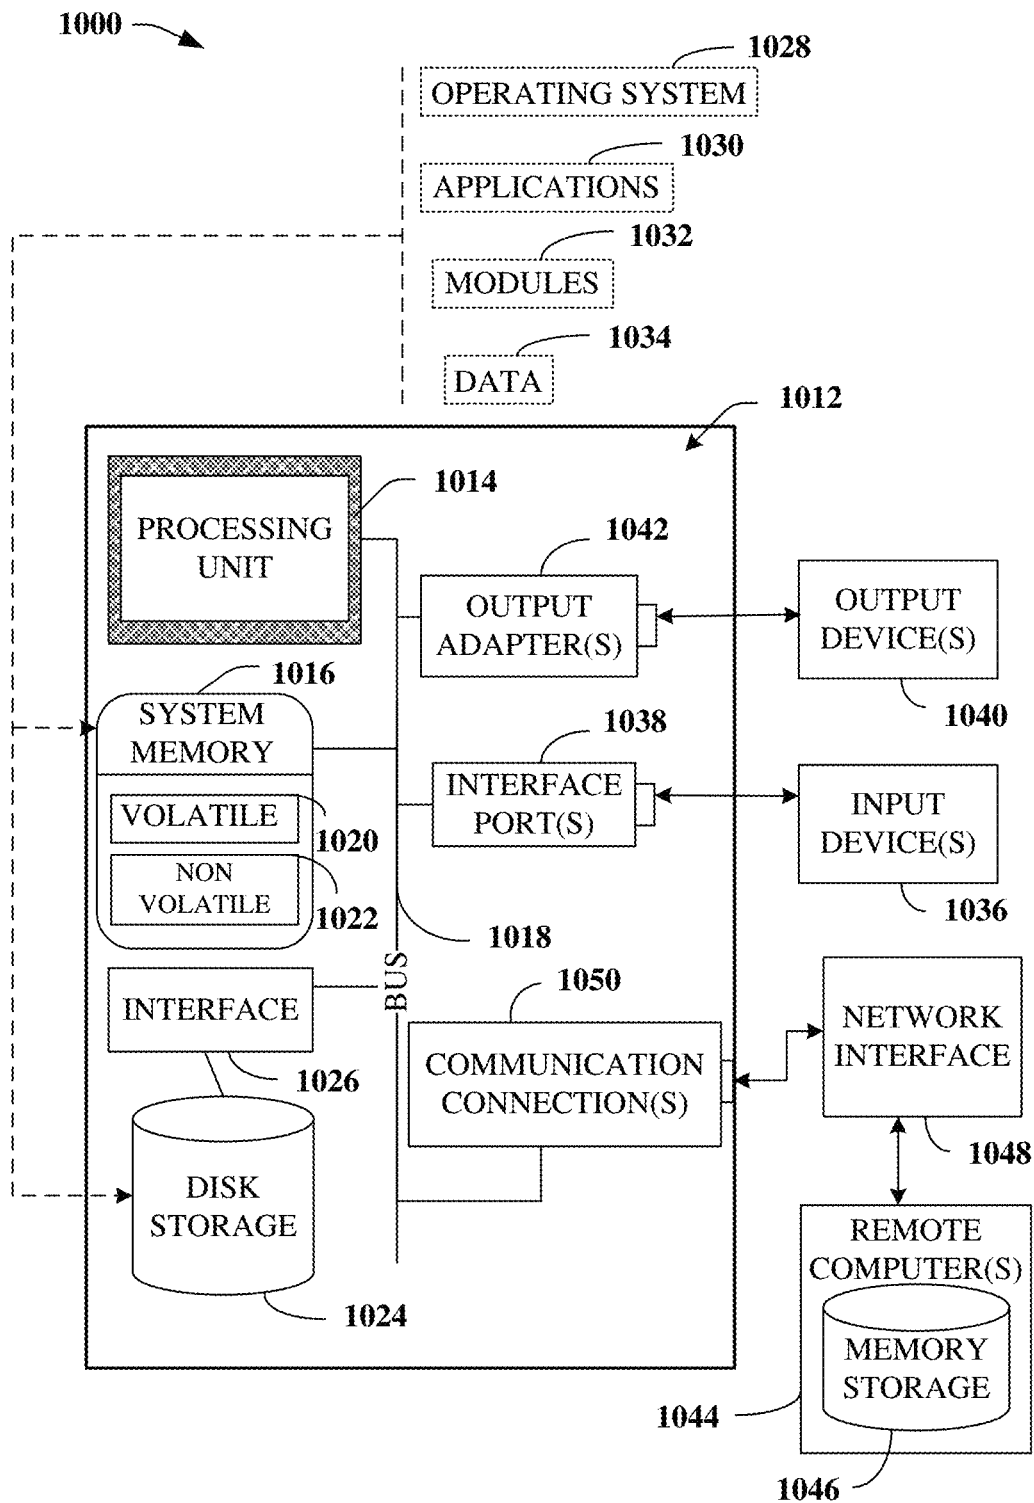 1000
1028
OPERATING SYSTEM
1030
APPLICATIONS
1032
MODULES
1034
DATA
1012
1014
PROCESSING
UNIT
1042
OUTPUT
ADAPTER(S)
OUTPUT
DEVICE(S)
1040
1016
SYSTEM
MEMORY
1038
INTERFACE
PORT(S)
INPUT
DEVICE(S)
1036
VOLATILE
1020
NON
VOLATILE
1022
1018
BUS
INTERFACE
1026
1050
COMMUNICATION
CONNECTION(S)
NETWORK
INTERFACE
1048
DISK
STORAGE
1024
REMOTE
COMPUTER(S)
MEMORY
STORAGE
1044
1046